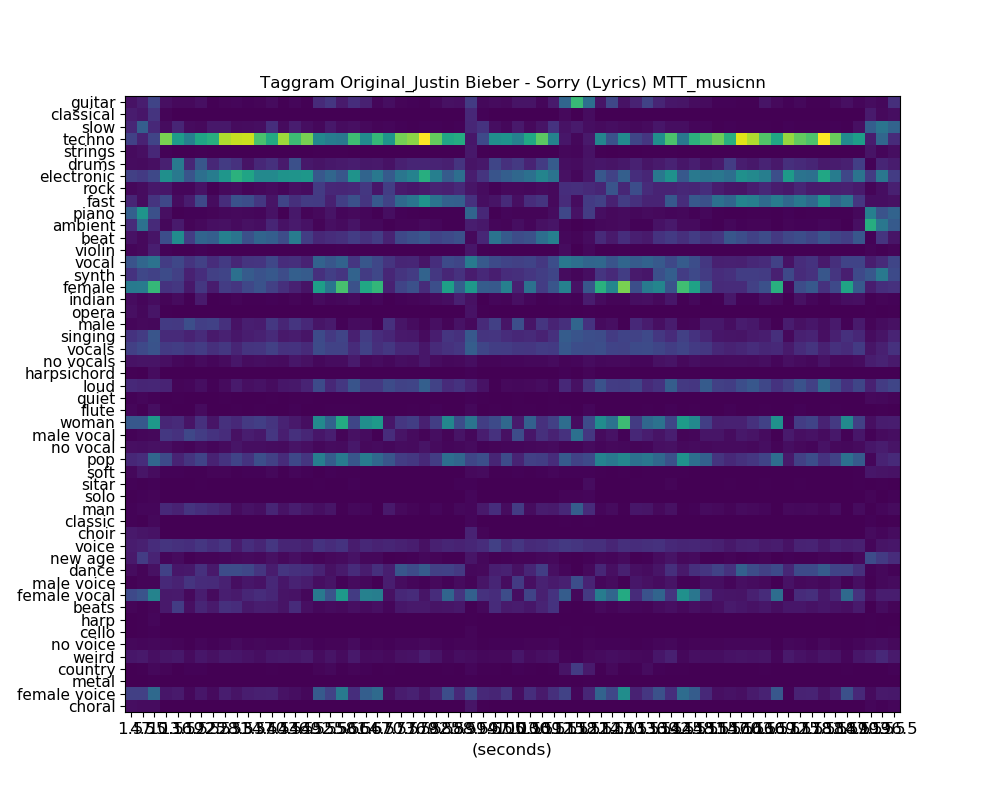 Taggram Original_Justin Bieber - Sorry (Lyrics) MTT_musicnn
guitar
classical
slow
techno
strings
drums
electronic
rock
fast
piano
ambient
beat
violin
vocal
synth
female
indian
opera
male
singing
vocals
no vocals
harpsichord
loud
quiet
flute
woman
male vocal
no vocal
pop
soft
sitar
solo
man
classic
choir
voice
new age
dance
male voice
female vocal
beats
harp
cello
no voice
weird
country
metal
female voice
choral
(seconds)